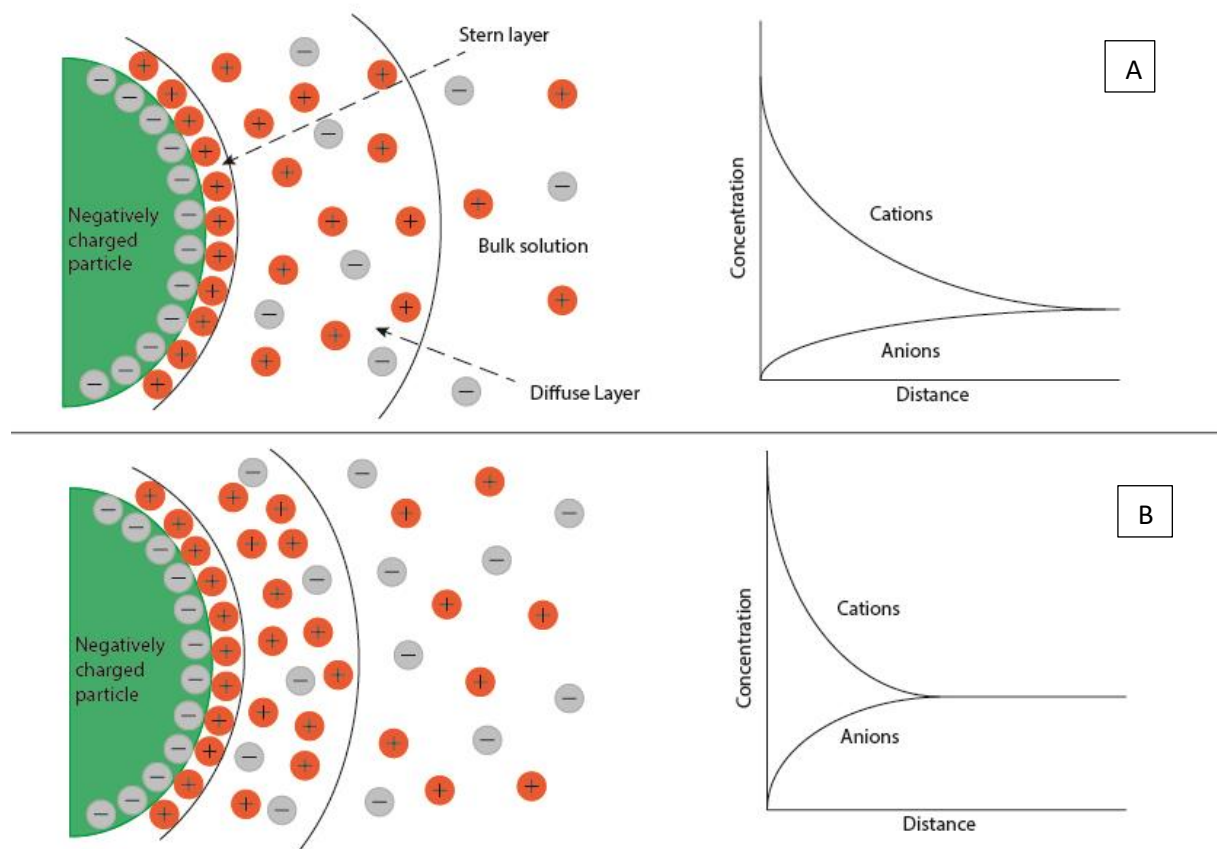 Stern layer
Negatively
charged
particle
Bulk solution
Diffuse Layer
A
Concentration
Cations
Anions
Distance
Negatively
charged
particle
B
Concentration
Cations
Anions
Distance